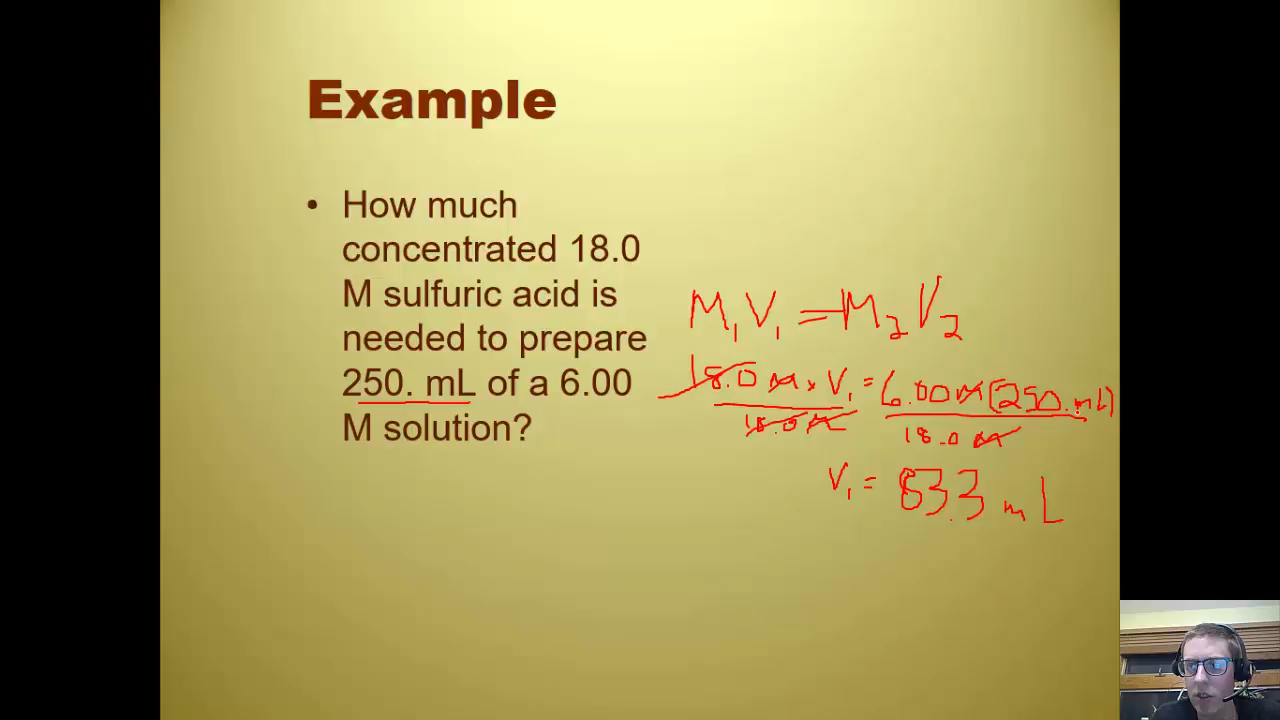 Example
• How much
concentrated 18.0
M sulfuric acid is
needed to prepare
250. mL of a 6.00
M solution?
M₁V₁ = M₂V₂
18.0 M x V₁ = 6.00 M (250. mL)
18.0 M 18.0 M
V₁ = 83.3 mL